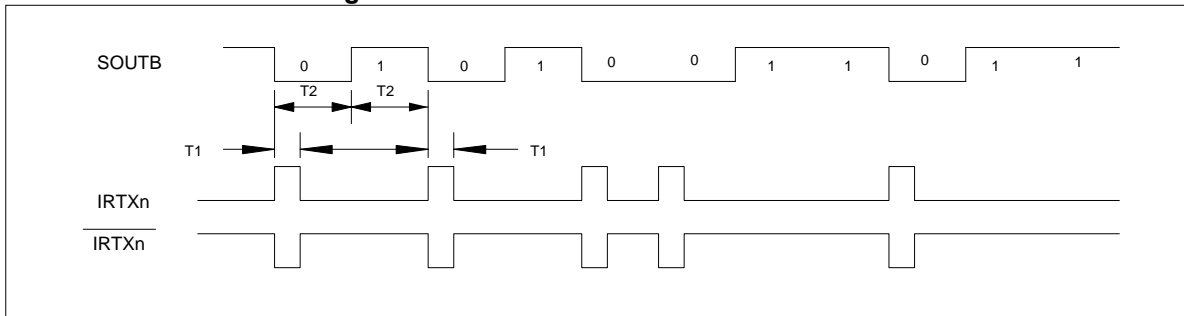 g
SOUTB 0 1 0 1 0 0 1 1 0 1 1
T2 T2
T1 T1
IRTXn
IRTXn